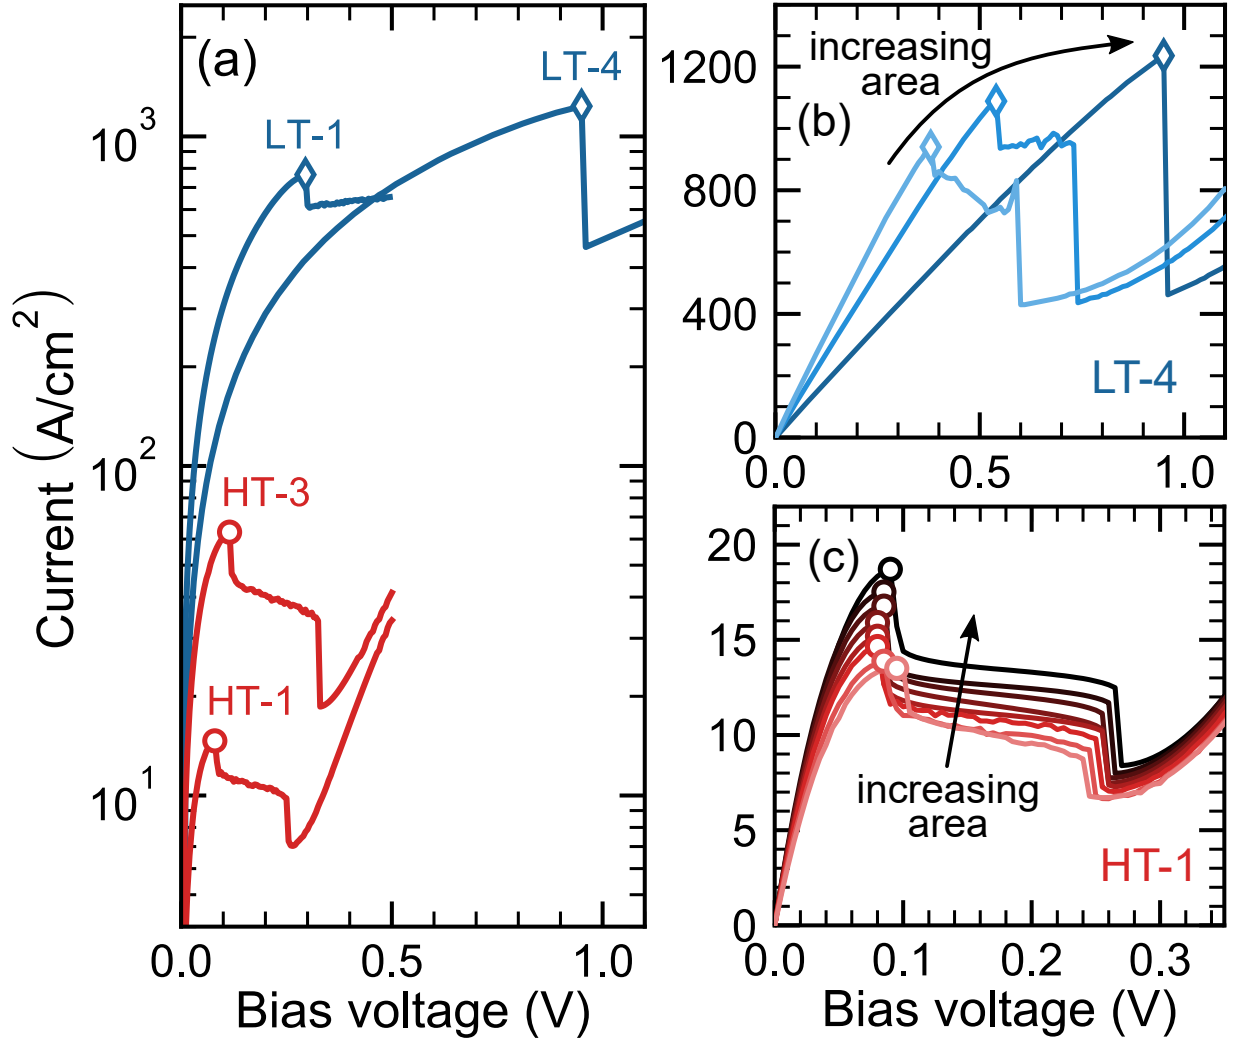 (a)
LT-4
LT-1
HT-3
HT-1
10³
10²
10¹
Current (A/cm²)
0.0 0.5 1.0
Bias voltage (V)
increasing
area
(b)
1200
800
400
0
LT-4
0.0 0.5 1.0
(c)
20
15
10
5
0
increasing
area
HT-1
0.0 0.1 0.2 0.3
Bias voltage (V)